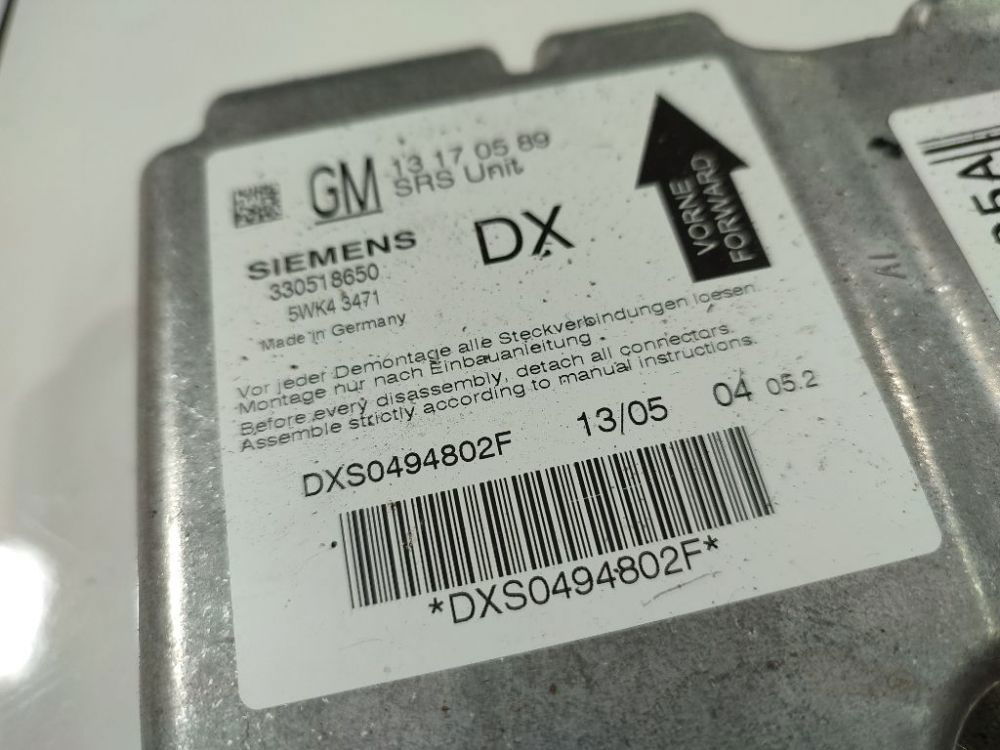 GM 13 17 05 89
SRS Unit
DX
VORNE
FORWARD
SIEMENS
330518650
5WK4 3471
Made in Germany
Vor jeder Demontage alle Steckverbindungen loesen
Montage nur nach Einbauanleitung
Before every disassembly, detach all connectors.
Assemble strictly according to manual instructions.
DXS0494802F 13/05 04 05.2
*DXS0494802F*